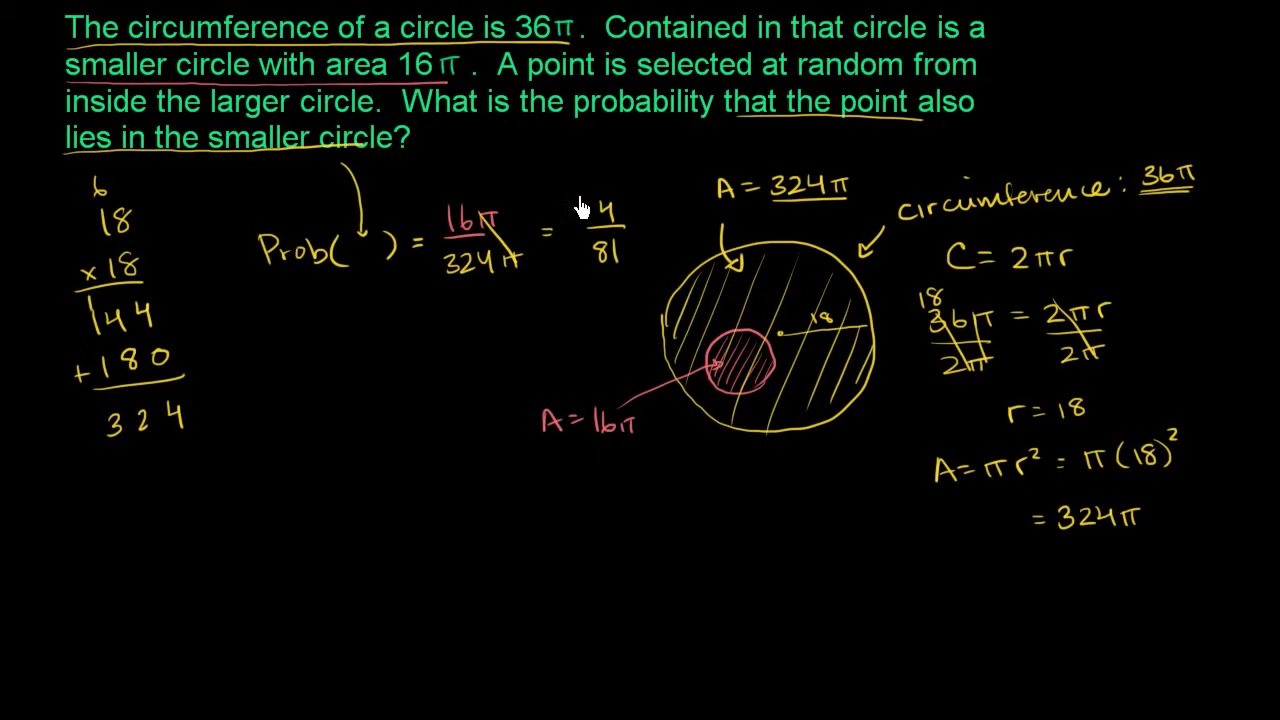 The circumference of a circle is 36π. Contained in that circle is a
smaller circle with area 16π. A point is selected at random from
inside the larger circle. What is the probability that the point also
lies in the smaller circle?
6
18
x 18
144
+ 180
324
Prob( ) = 16π/324π = 4/81
A = 324π
circumference: 36π
18
A = 16π
C = 2πr
18
36π/2π = 2πr/2π
r = 18
A = πr² = π(18)²
= 324π